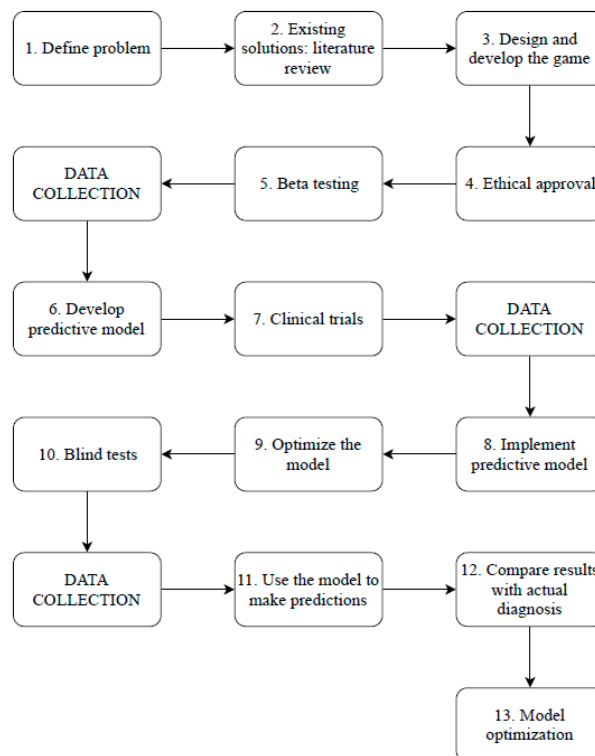 1. Define problem
2. Existing
solutions: literature
review
3. Design and
develop the game
4. Ethical approval
5. Beta testing
DATA
COLLECTION
6. Develop
predictive model
7. Clinical trials
DATA
COLLECTION
8. Implement
predictive model
9. Optimize the
model
10. Blind tests
DATA
COLLECTION
11. Use the model to
make predictions
12. Compare results
with actual
diagnosis
13. Model
optimization